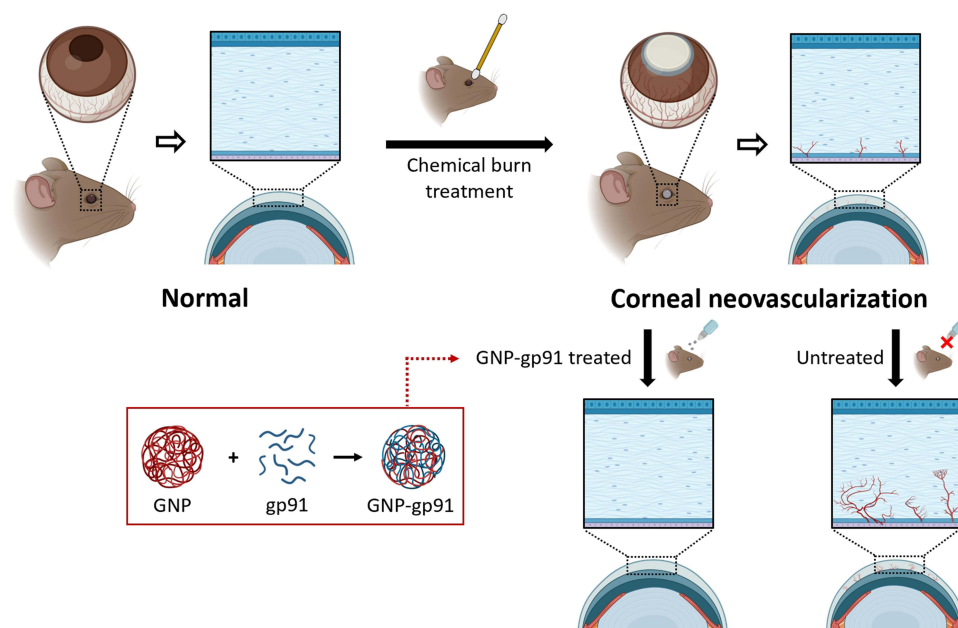 Chemical burn
treatment
Normal
Corneal neovascularization
GNP-gp91 treated
Untreated
GNP
+
gp91
GNP-gp91